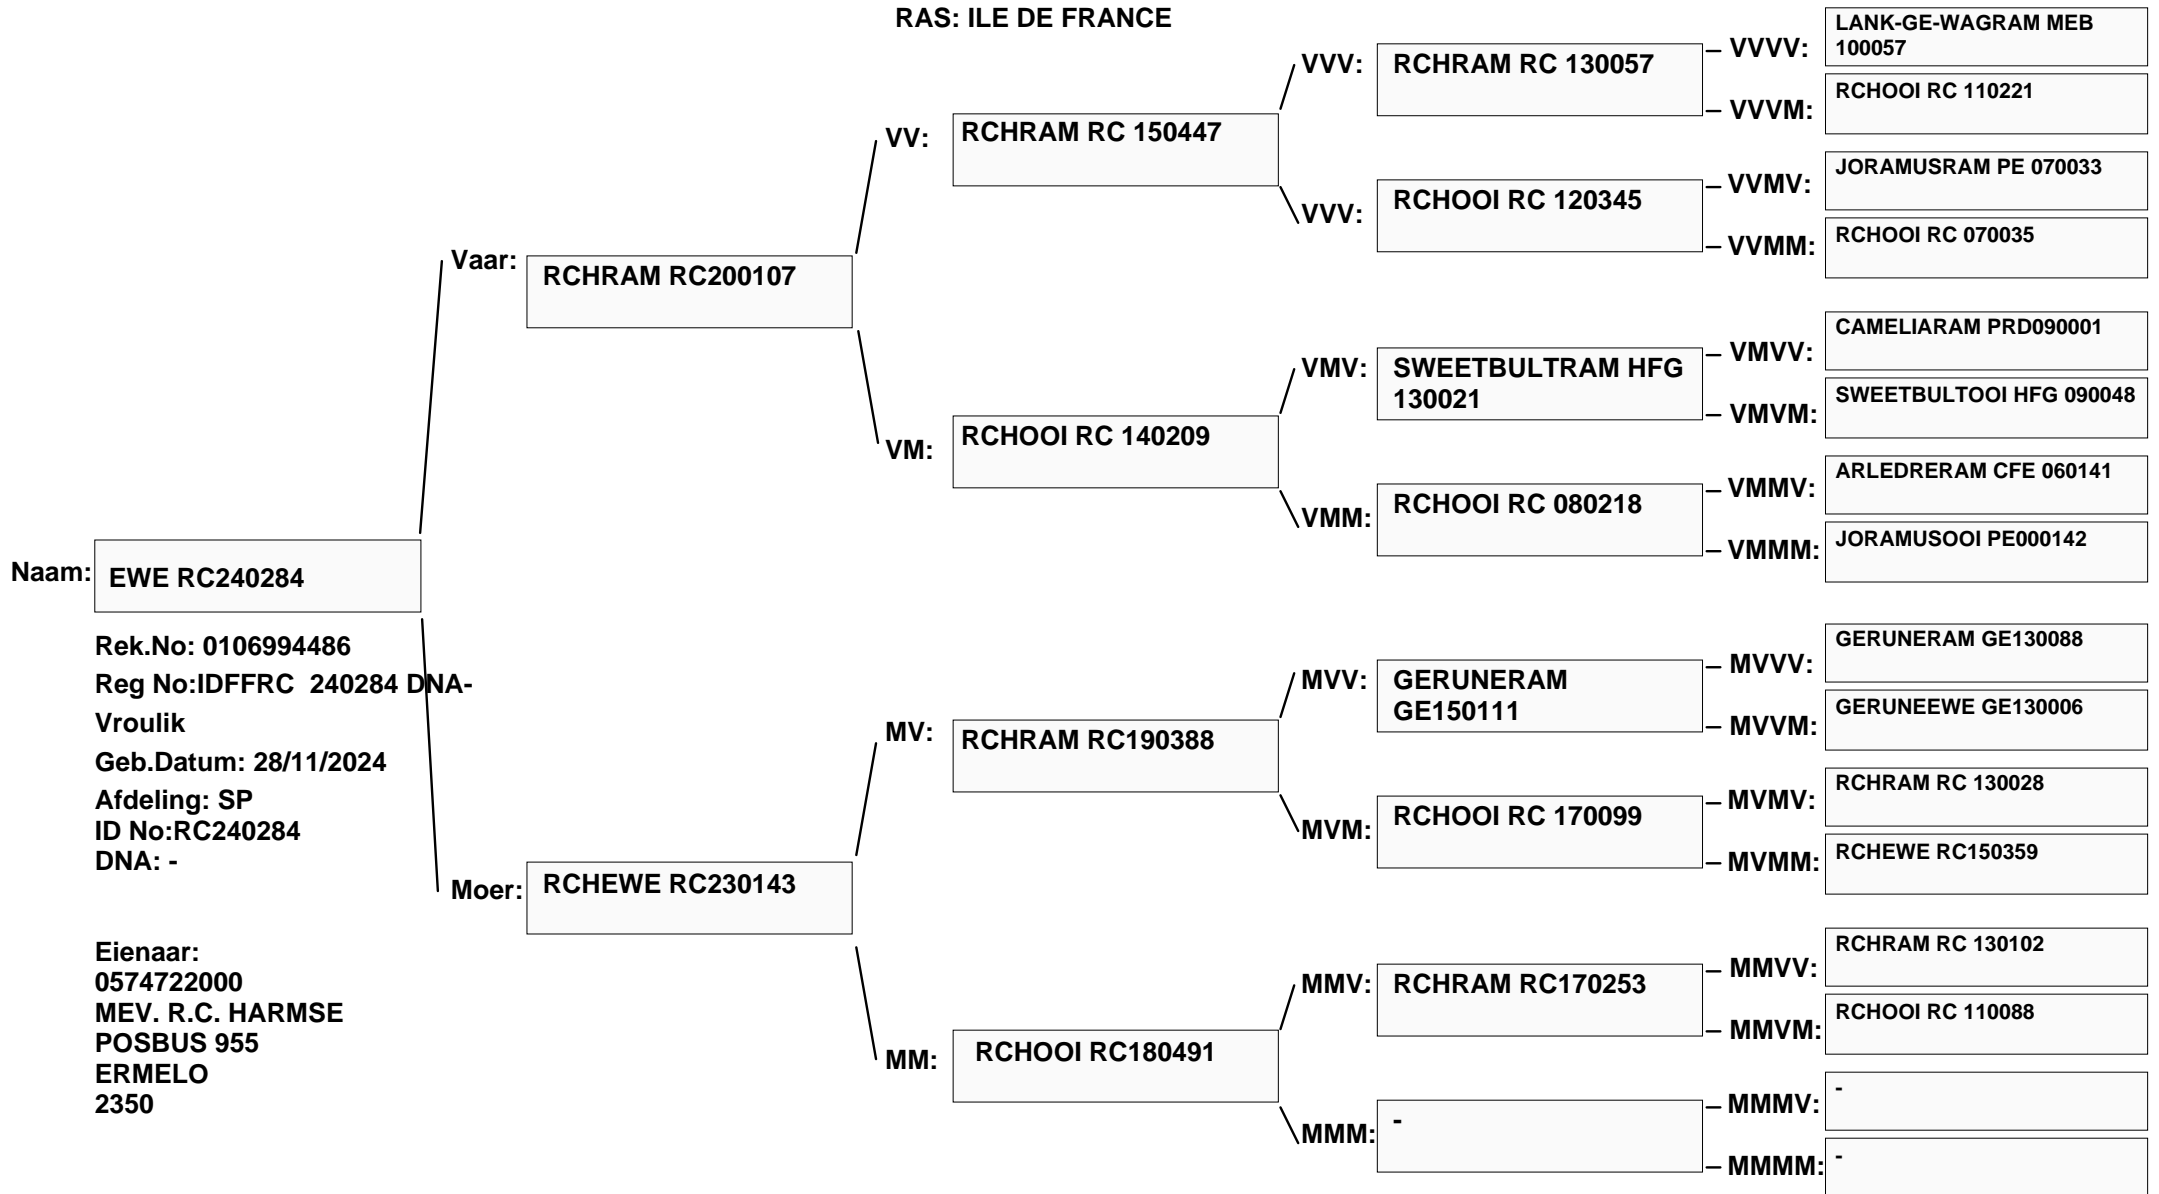 RAS: ILE DE FRANCE
Naam: EWE RC240284
Rek.No: 0106994486
Reg No:IDFFRC  240284 DNA-
Vroulik
Geb.Datum: 28/11/2024
Afdeling: SP
ID No:RC240284
DNA: -
Eienaar:
0574722000
MEV. R.C. HARMSE
POSBUS 955
ERMELO
2350
Vaar: RCHRAM RC200107
Moer: RCHEWE RC230143
VV: RCHRAM RC 150447
VM: RCHOOI RC 140209
MV: RCHRAM RC190388
MM: RCHOOI RC180491
VVV: RCHRAM RC 130057
VVV: RCHOOI RC 120345
VMV: SWEETBULTRAM HFG
130021
VMM: RCHOOI RC 080218
MVV: GERUNERAM
GE150111
MVM: RCHOOI RC 170099
MMV: RCHRAM RC170253
MMM: -
VVVV: LANK-GE-WAGRAM MEB
100057
VVVM: RCHOOI RC 110221
VVMV: JORAMUSRAM PE 070033
VVMM: RCHOOI RC 070035
VMVV: CAMELIARAM PRD090001
VMVM: SWEETBULTOOI HFG 090048
VMMV: ARLEDRERAM CFE 060141
VMMM: JORAMUSOOI PE000142
MVVV: GERUNERAM GE130088
MVVM: GERUNEEWE GE130006
MVMV: RCHRAM RC 130028
MVMM: RCHEWE RC150359
MMVV: RCHRAM RC 130102
MMVM: RCHOOI RC 110088
MMMV: -
MMMM: -